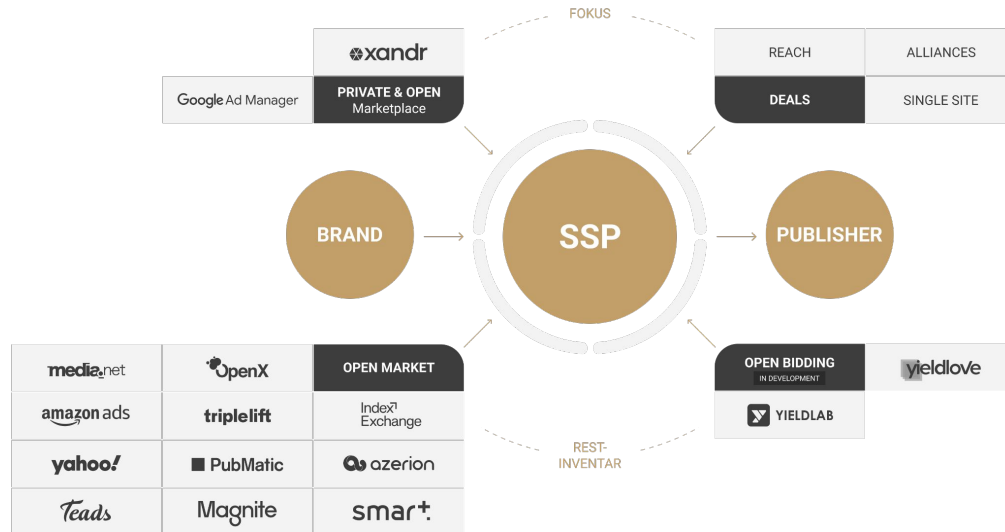 FOKUS
xandr
Google Ad Manager
PRIVATE & OPEN
Marketplace
REACH
ALLIANCES
DEALS
SINGLE SITE
BRAND
SSP
PUBLISHER
media.net
OpenX
OPEN MARKET
amazon ads
triplelift
Index
Exchange
yahoo!
PubMatic
azerion
Teads
Magnite
smart.
OPEN BIDDING
IN DEVELOPMENT
yieldlove
YIELDLAB
REST-
INVENTAR